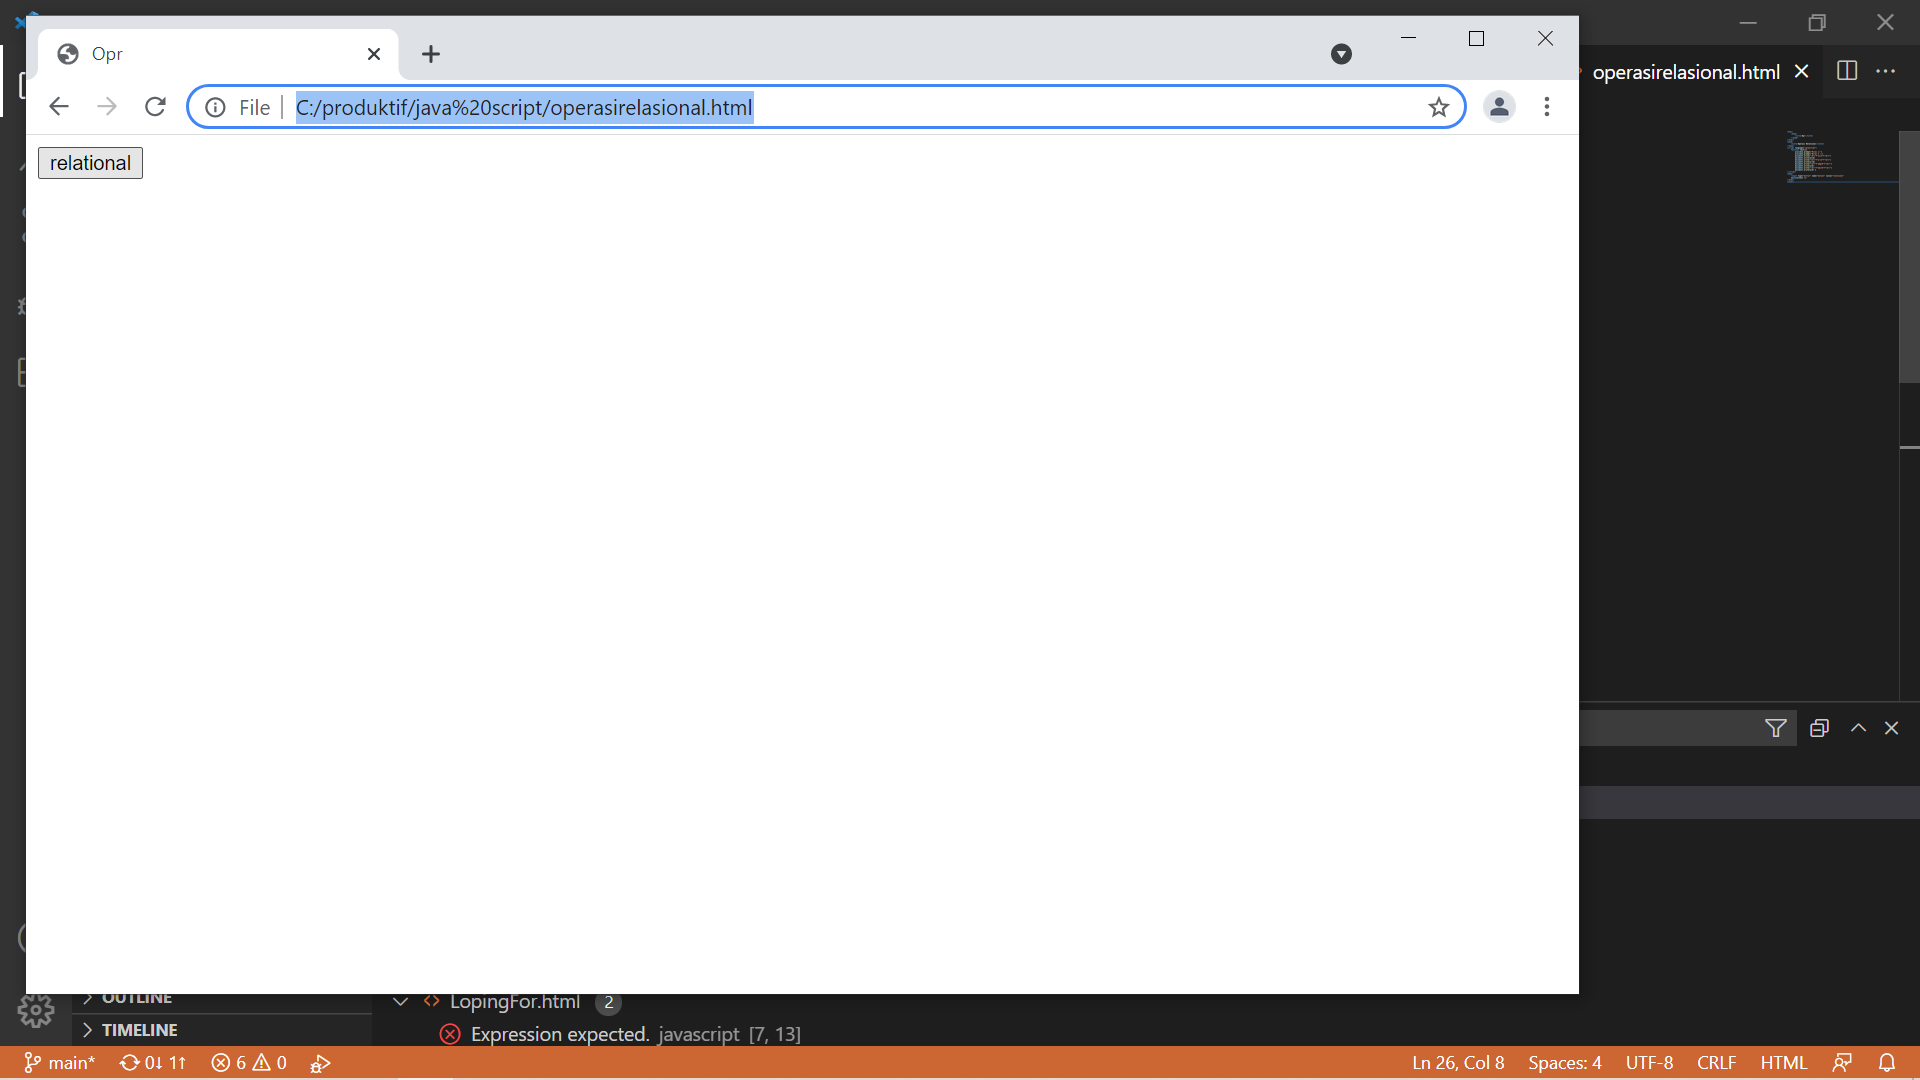 Opr
operasirelasional.html
File
C:/produktif/java%20script/operasirelasional.html
relational
OUTLINE
LopingFor.html 2
TIMELINE
Expression expected. javascript [7, 13]
main* 0↓ 1↑ 6 0
Ln 26, Col 8 Spaces: 4 UTF-8 CRLF HTML